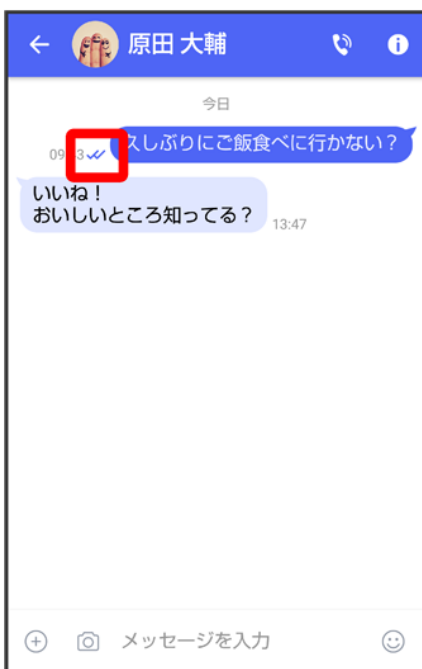 原田 大輔
今日
久しぶりにご飯食べに行かない？
いいね！
おいしいところ知ってる？
13:47
メッセージを入力